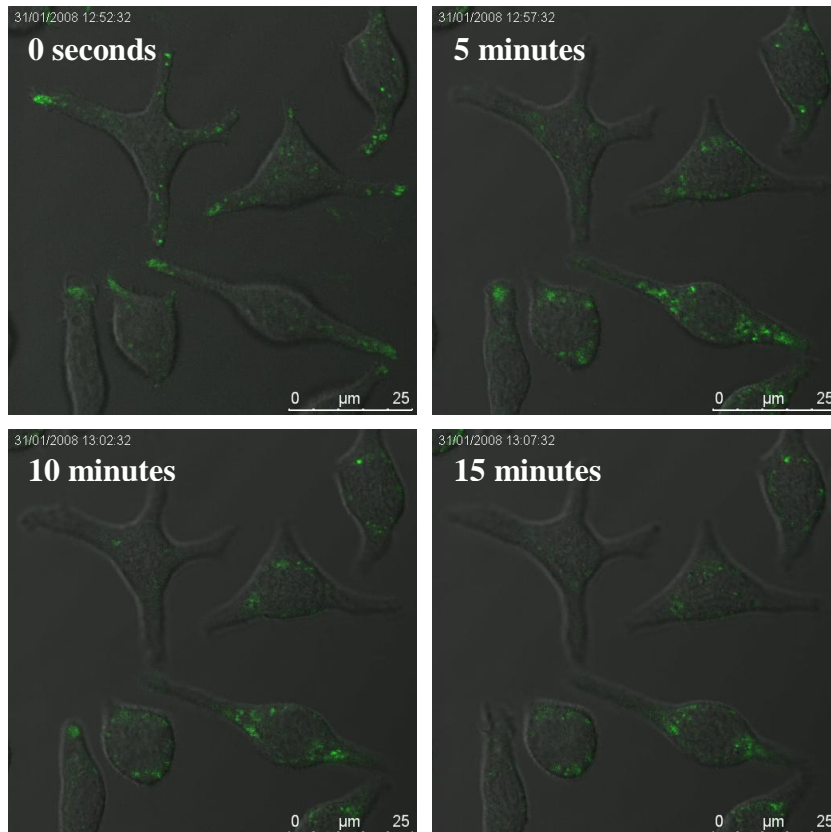 31/01/2008 12:52:32
0 seconds
0 µm 25
31/01/2008 12:57:32
5 minutes
0 µm 25
31/01/2008 13:02:32
10 minutes
0 µm 25
31/01/2008 13:07:32
15 minutes
0 µm 25